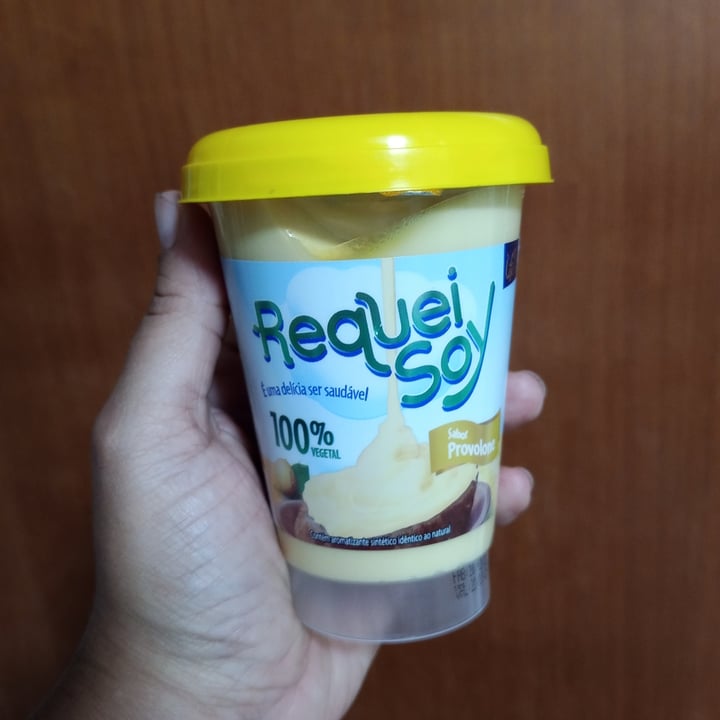 Requei
Soy
É uma delícia ser saudável
100%
VEGETAL
Sabor
Provolone
Contém aromatizante sintético idêntico ao natural